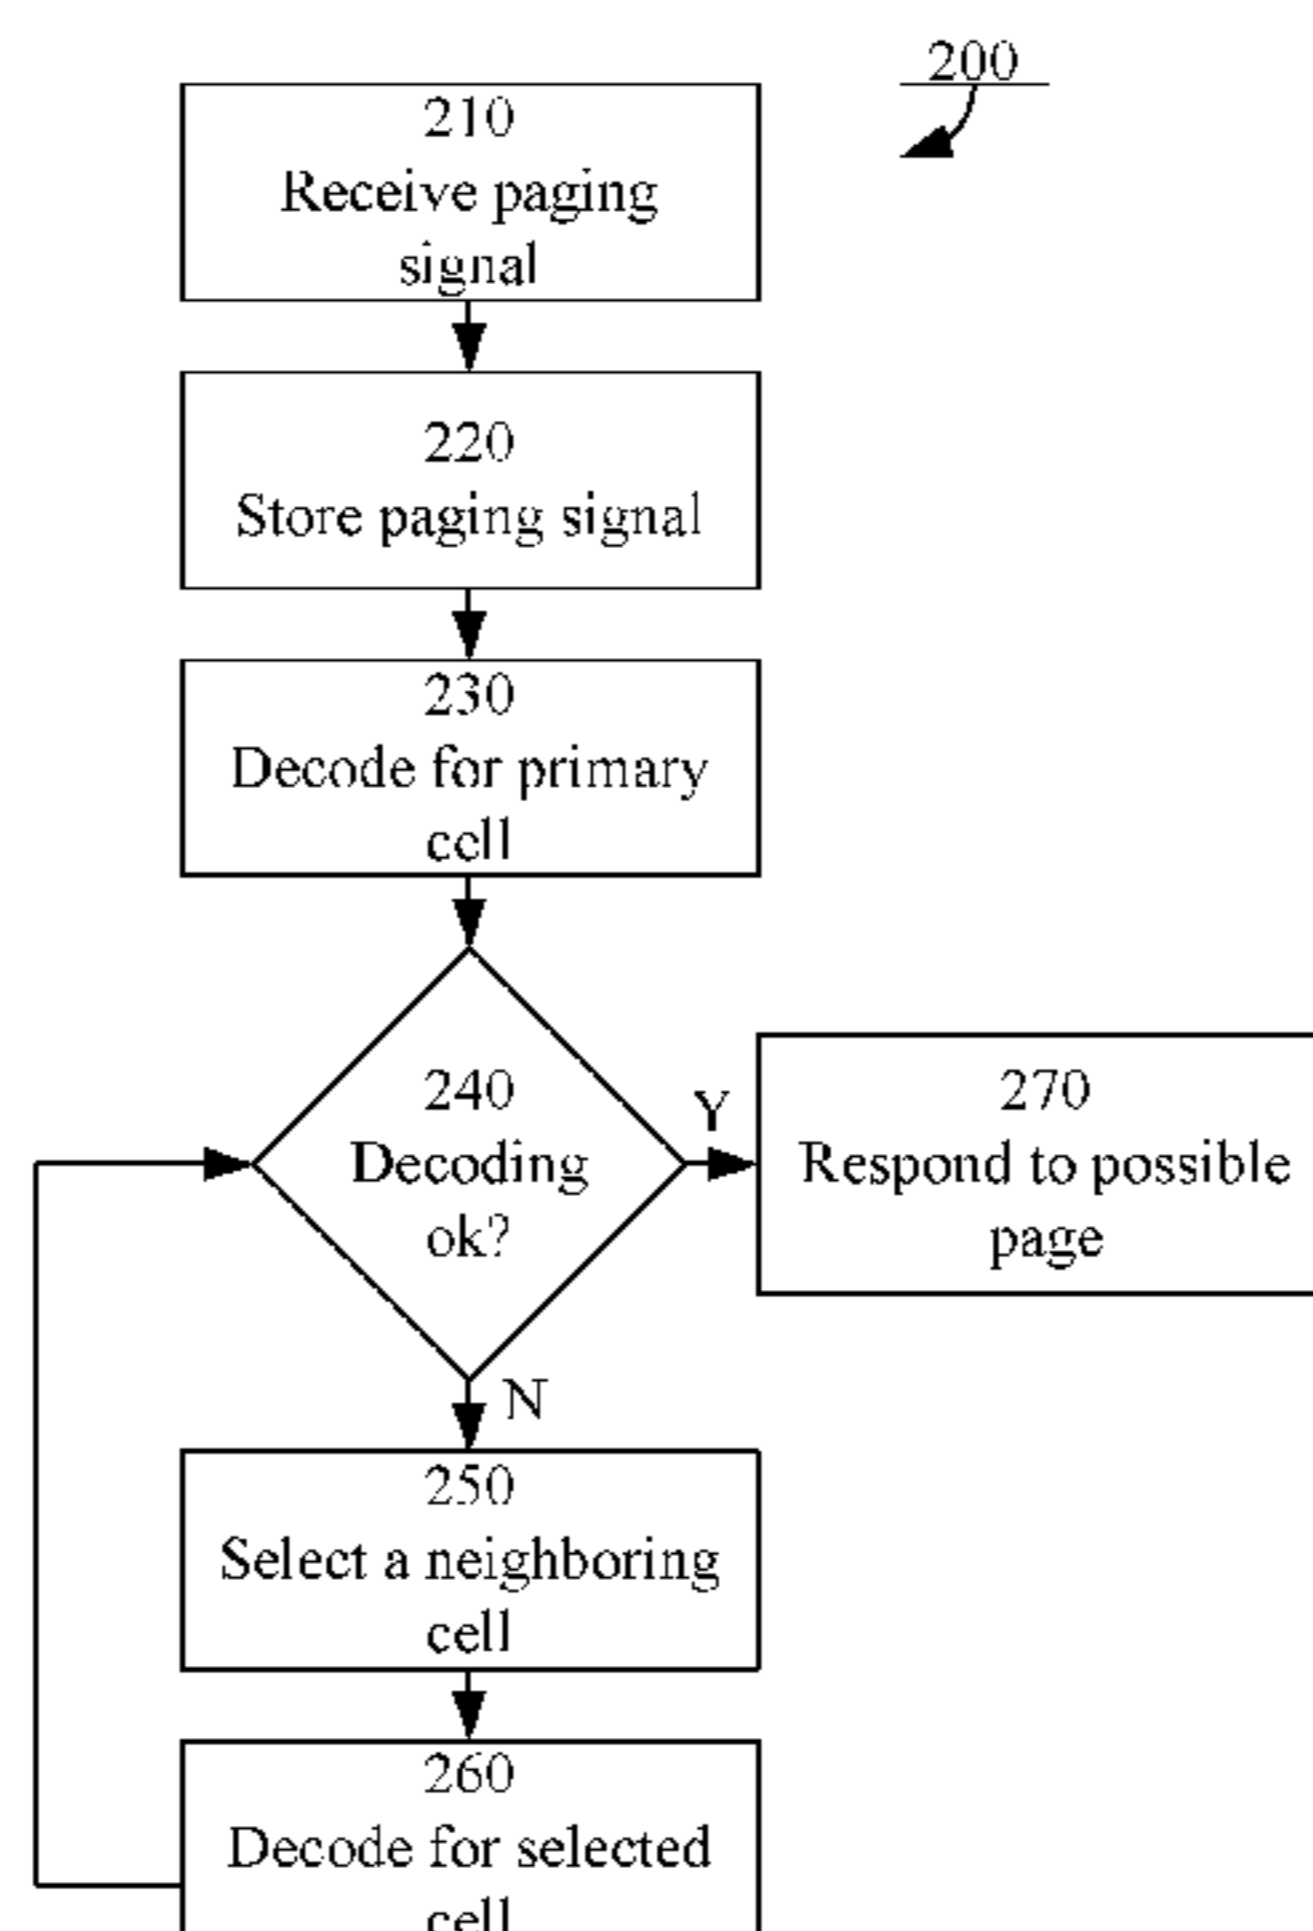 200
210
Receive paging
signal
220
Store paging signal
230
Decode for primary
cell
240
Decoding
ok?
Y
270
Respond to possible
page
N
250
Select a neighboring
cell
260
Decode for selected
cell